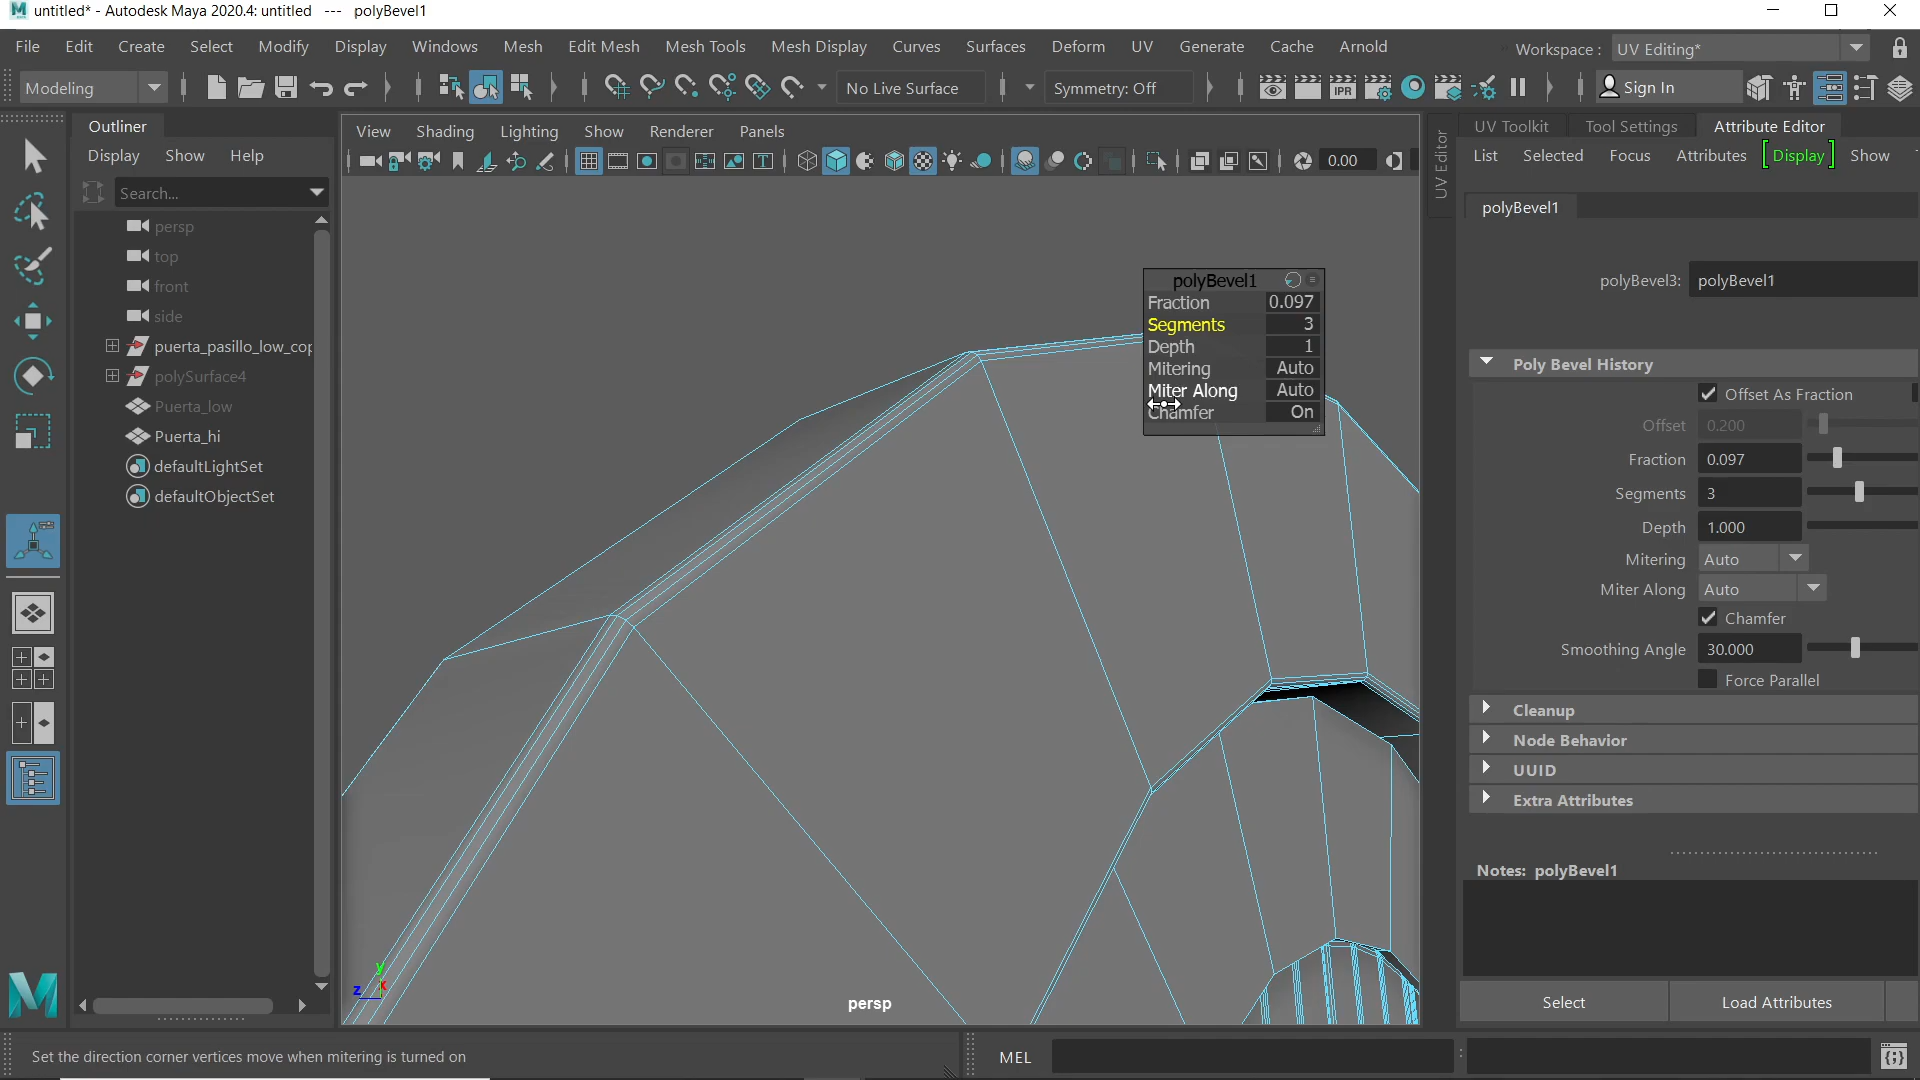 untitled* - Autodesk Maya 2020.4: untitled --- polyBevel1
File Edit Create Select Modify Display Windows Mesh Edit Mesh Mesh Tools Mesh Display Curves Surfaces Deform UV Generate Cache Arnold
Workspace : UV Editing*
Modeling
No Live Surface
Symmetry: Off
IPR
Sign In
Outliner
Display Show Help
Search...
persp
top
front
side
puerta_pasillo_low_co
polySurface4
Puerta_low
Puerta_hi
defaultLightSet
defaultObjectSet
View Shading Lighting Show Renderer Panels
0.00
polyBevel1
Fraction 0.097
Segments 3
Depth 1
Mitering Auto
Miter Along Auto
Chamfer On
y
z x
persp
UV Editor
UV Toolkit Tool Settings Attribute Editor
List Selected Focus Attributes Display Show
polyBevel1
polyBevel3: polyBevel1
Poly Bevel History
Offset As Fraction
Offset 0.200
Fraction 0.097
Segments 3
Depth 1.000
Mitering Auto
Miter Along Auto
Chamfer
Smoothing Angle 30.000
Force Parallel
Cleanup
Node Behavior
UUID
Extra Attributes
Notes: polyBevel1
Select Load Attributes
Set the direction corner vertices move when mitering is turned on
MEL